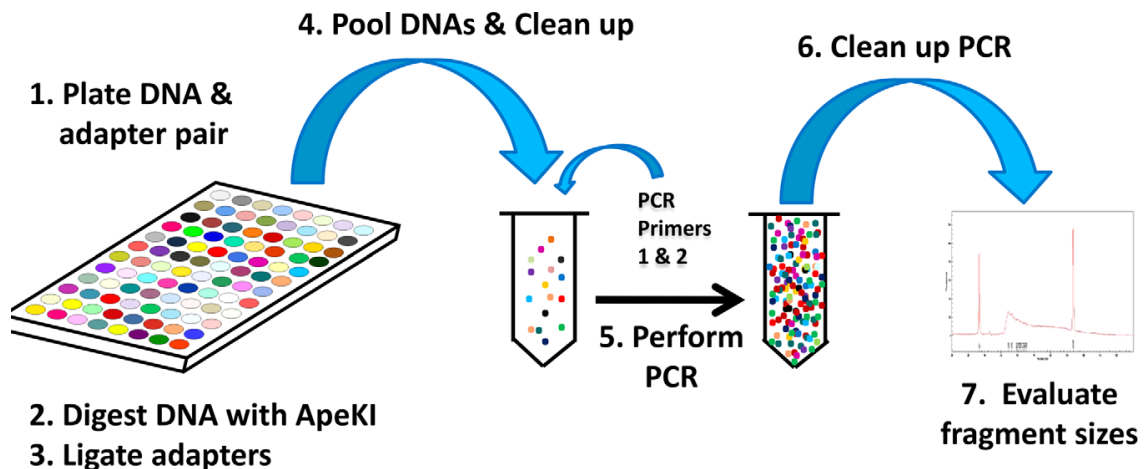 4. Pool DNAs & Clean up
6. Clean up PCR
1. Plate DNA &
adapter pair
PCR
Primers
1 & 2
5. Perform
PCR
2. Digest DNA with ApeKI
3. Ligate adapters
7. Evaluate
fragment sizes